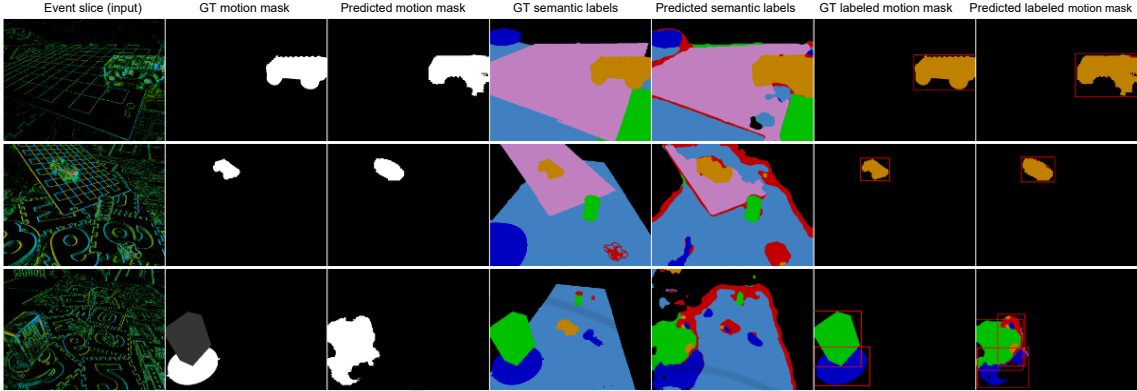 Event slice (input) GT motion mask Predicted motion mask GT semantic labels Predicted semantic labels GT labeled motion mask Predicted labeled motion mask